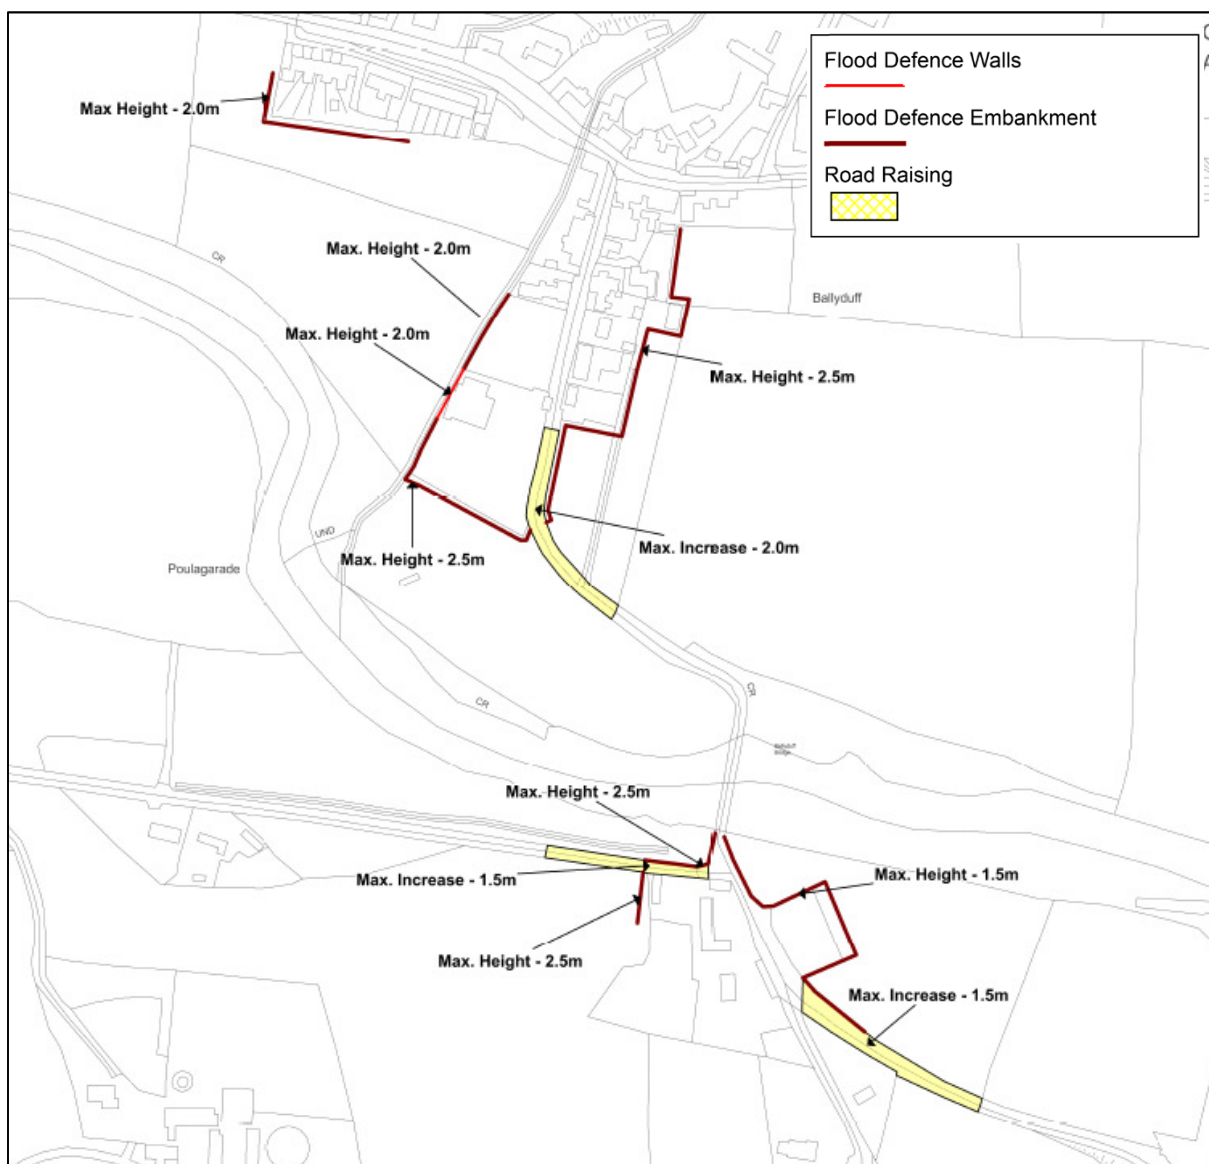 Flood Defence Walls
Flood Defence Embankment
Road Raising
Max Height - 2.0m
CR
Max. Height - 2.0m
Max. Height - 2.0m
Ballyduff
Max. Height - 2.5m
UND
Max. Increase - 2.0m
Max. Height - 2.5m
Poulagarade
CR
CR
Max. Height - 2.5m
Max. Increase - 1.5m
Max. Height - 1.5m
Max. Height - 2.5m
Max. Increase - 1.5m